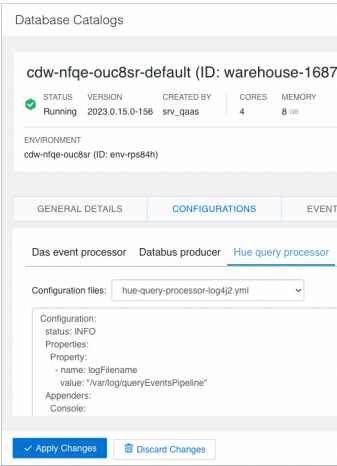 Database Catalogs
cdw-nfqe-ouc8sr-default (ID: warehouse-1687
STATUS VERSION CREATED BY CORES MEMORY
Running 2023.0.15.0-156 srv_qaas 4 8 GB
ENVIRONMENT
cdw-nfqe-ouc8sr (ID: env-rps84h)
GENERAL DETAILS CONFIGURATIONS EVENT
Das event processor Databus producer Hue query processor
Configuration files: hue-query-processor-log4j2.yml
Configuration:
status: INFO
Properties:
Property:
- name: logFilename
value: "/var/log/queryEventsPipeline"
Appenders:
Console:
Apply Changes Discard Changes